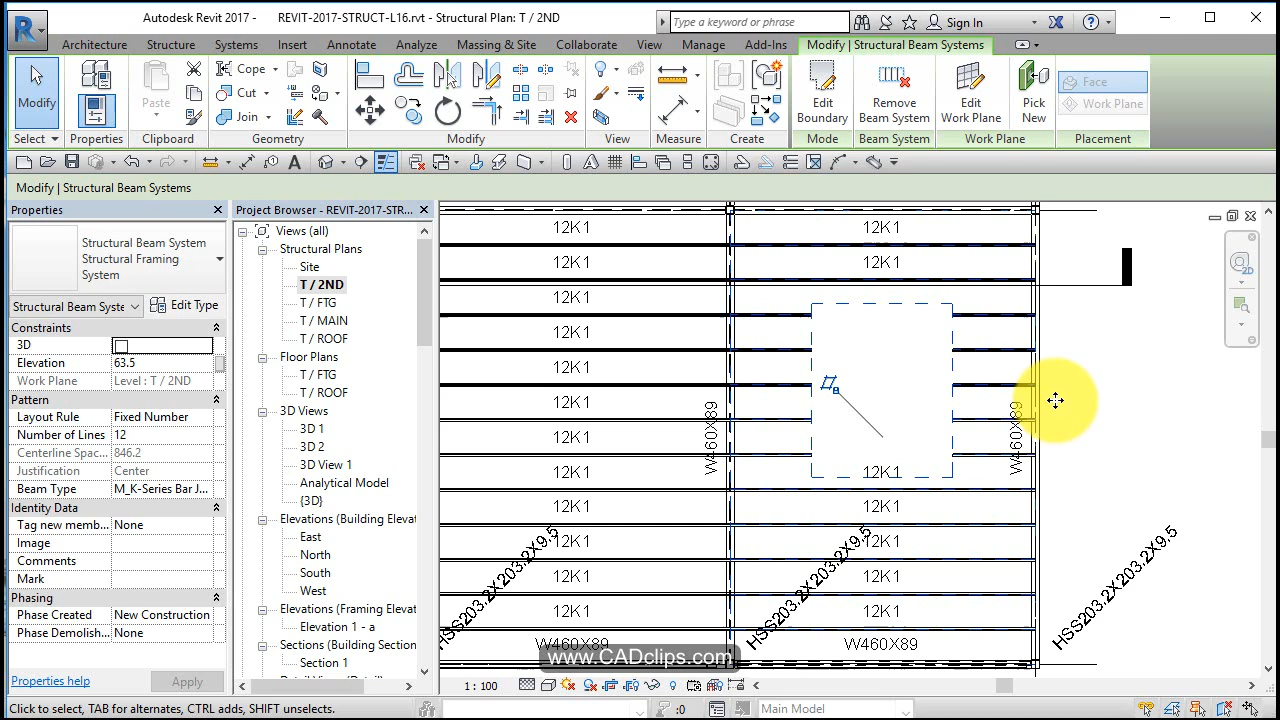 Autodesk Revit 2017 - REVIT-2017-STRUCT-L16.rvt - Structural Plan: T / 2ND
Type a keyword or phrase
Sign In
Architecture Structure Systems Insert Annotate Analyze Massing & Site Collaborate View Manage Add-Ins Modify | Structural Beam Systems
Modify
Paste
Cope
Cut
Join
Edit Boundary
Remove Beam System
Edit Work Plane
Pick New
Face
Work Plane
Select Properties Clipboard Geometry Modify View Measure Create Mode Beam System Work Plane Placement
Modify | Structural Beam Systems
Properties
Structural Beam System
Structural Framing
System
Structural Beam Syste
Edit Type
Constraints
3D
Elevation 63.5
Work Plane Level : T / 2ND
Pattern
Layout Rule Fixed Number
Number of Lines 12
Centerline Spac... 846.2
Justification Center
Beam Type M_K-Series Bar J...
Identity Data
Tag new memb... None
Image None
Comments
Mark
Phasing
Phase Created New Construction
Phase Demolish... None
Properties help
Apply
Project Browser - REVIT-2017-STR...
Views (all)
Structural Plans
Site
T / 2ND
T / FTG
T / MAIN
T / ROOF
Floor Plans
T / FTG
T / ROOF
3D Views
3D 1
3D 2
3D View 1
Analytical Model
{3D}
Elevations (Building Elevat
East
North
South
West
Elevations (Framing Elevat
Elevation 1 - a
Sections (Building Section
Section 1
12K1 12K1
12K1 12K1
12K1
12K1
12K1
12K1
12K1
12K1 12K1
12K1 12K1
12K1 12K1
12K1 12K1
12K1 12K1
W460X89 W460X89
W460X89
W460X89
HSS203.2X203.2X9.5
HSS203.2X203.2X9.5
HSS203.2X203.2X9.5
www.CADclips.com
1 : 100
Click to select, TAB for alternates, CTRL adds, SHIFT unselects.
:0
Main Model